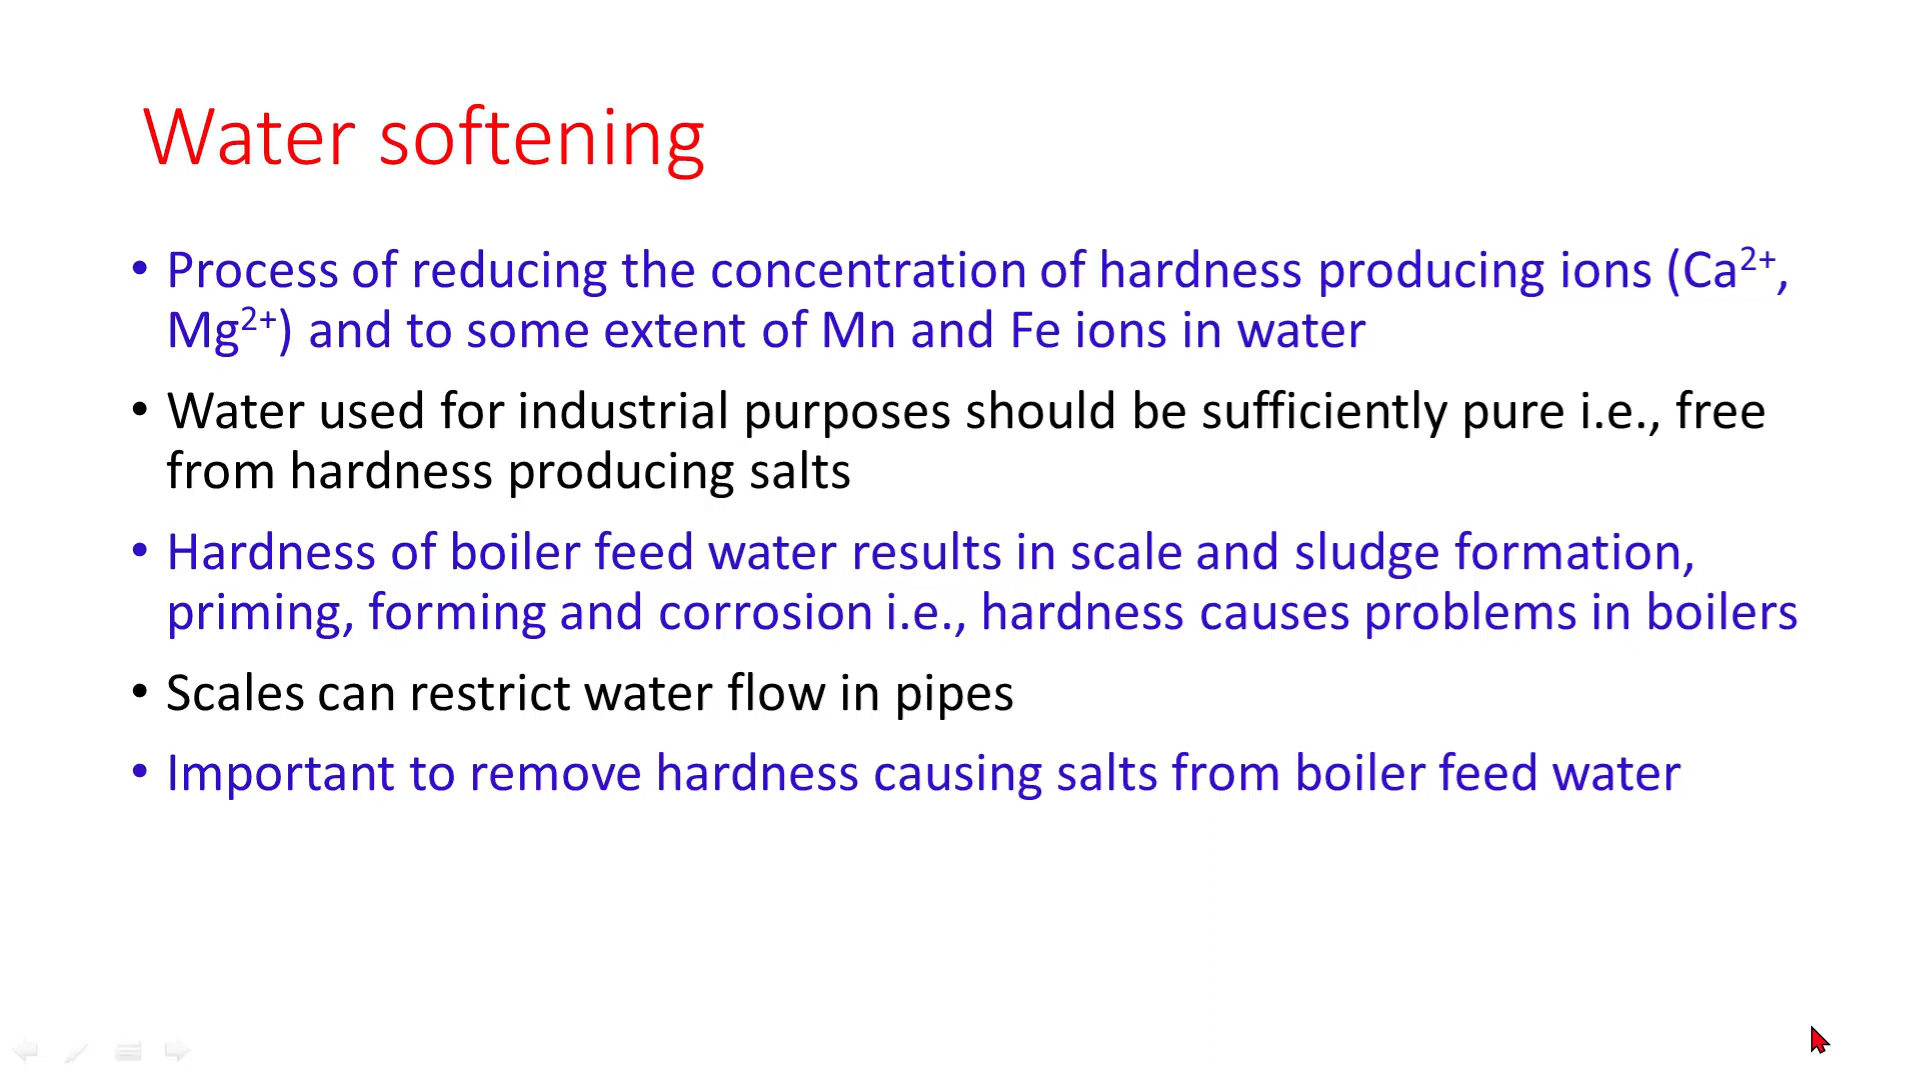 Water softening
• Process of reducing the concentration of hardness producing ions (Ca²⁺,
Mg²⁺) and to some extent of Mn and Fe ions in water
• Water used for industrial purposes should be sufficiently pure i.e., free
from hardness producing salts
• Hardness of boiler feed water results in scale and sludge formation,
priming, forming and corrosion i.e., hardness causes problems in boilers
• Scales can restrict water flow in pipes
• Important to remove hardness causing salts from boiler feed water